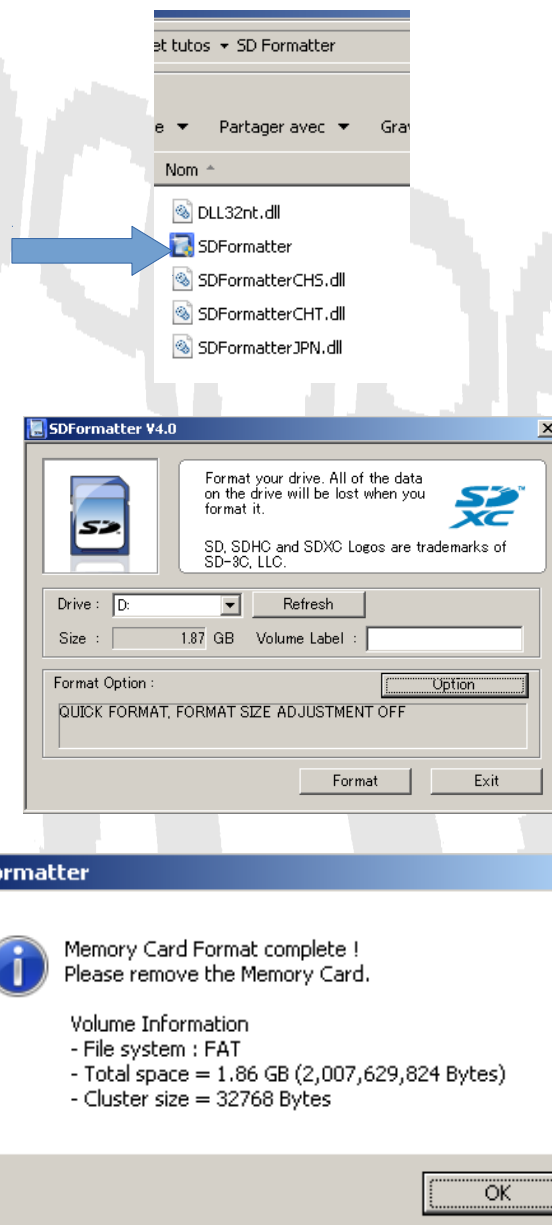 et tutos ▾ SD Formatter
e ▾ Partager avec ▾ Gra
Nom
DLL32nt.dll
SDFormatter
SDFormatterCHS.dll
SDFormatterCHT.dll
SDFormatterJPN.dll
SDFormatter V4.0
Format your drive. All of the data
on the drive will be lost when you
format it.
SD, SDHC and SDXC Logos are trademarks of
SD-3C, LLC.
SD
SD XC™
Drive : D: Refresh
Size : 1.87 GB Volume Label :
Format Option : Option
QUICK FORMAT, FORMAT SIZE ADJUSTMENT OFF
Format Exit
ormatter
Memory Card Format complete !
Please remove the Memory Card.
Volume Information
- File system : FAT
- Total space = 1.86 GB (2,007,629,824 Bytes)
- Cluster size = 32768 Bytes
OK